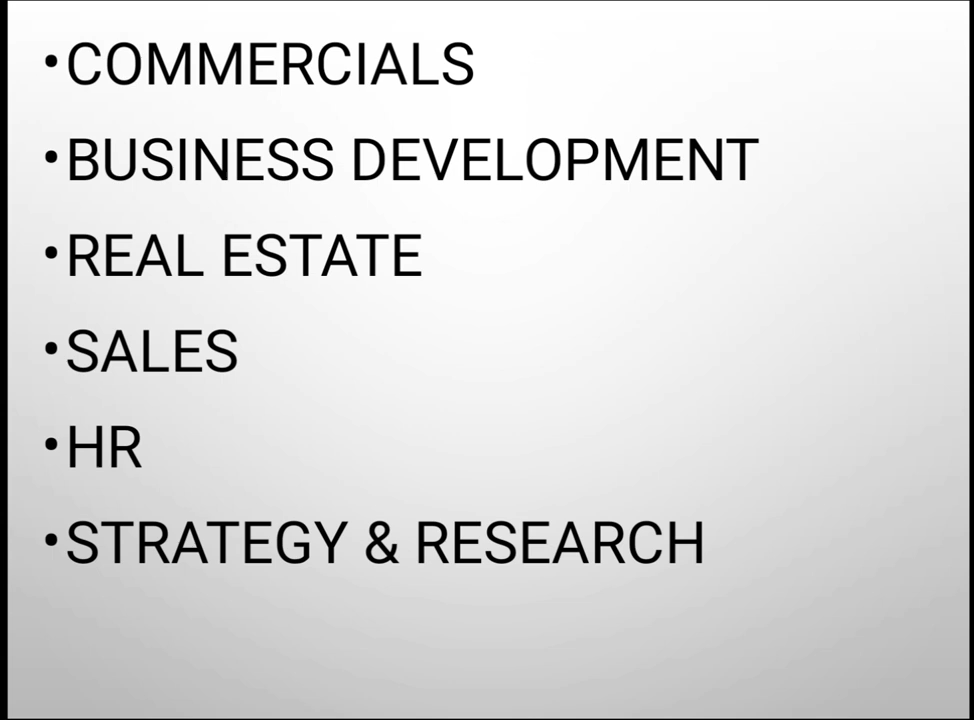 •COMMERCIALS
•BUSINESS DEVELOPMENT
•REAL ESTATE
•SALES
•HR
•STRATEGY & RESEARCH